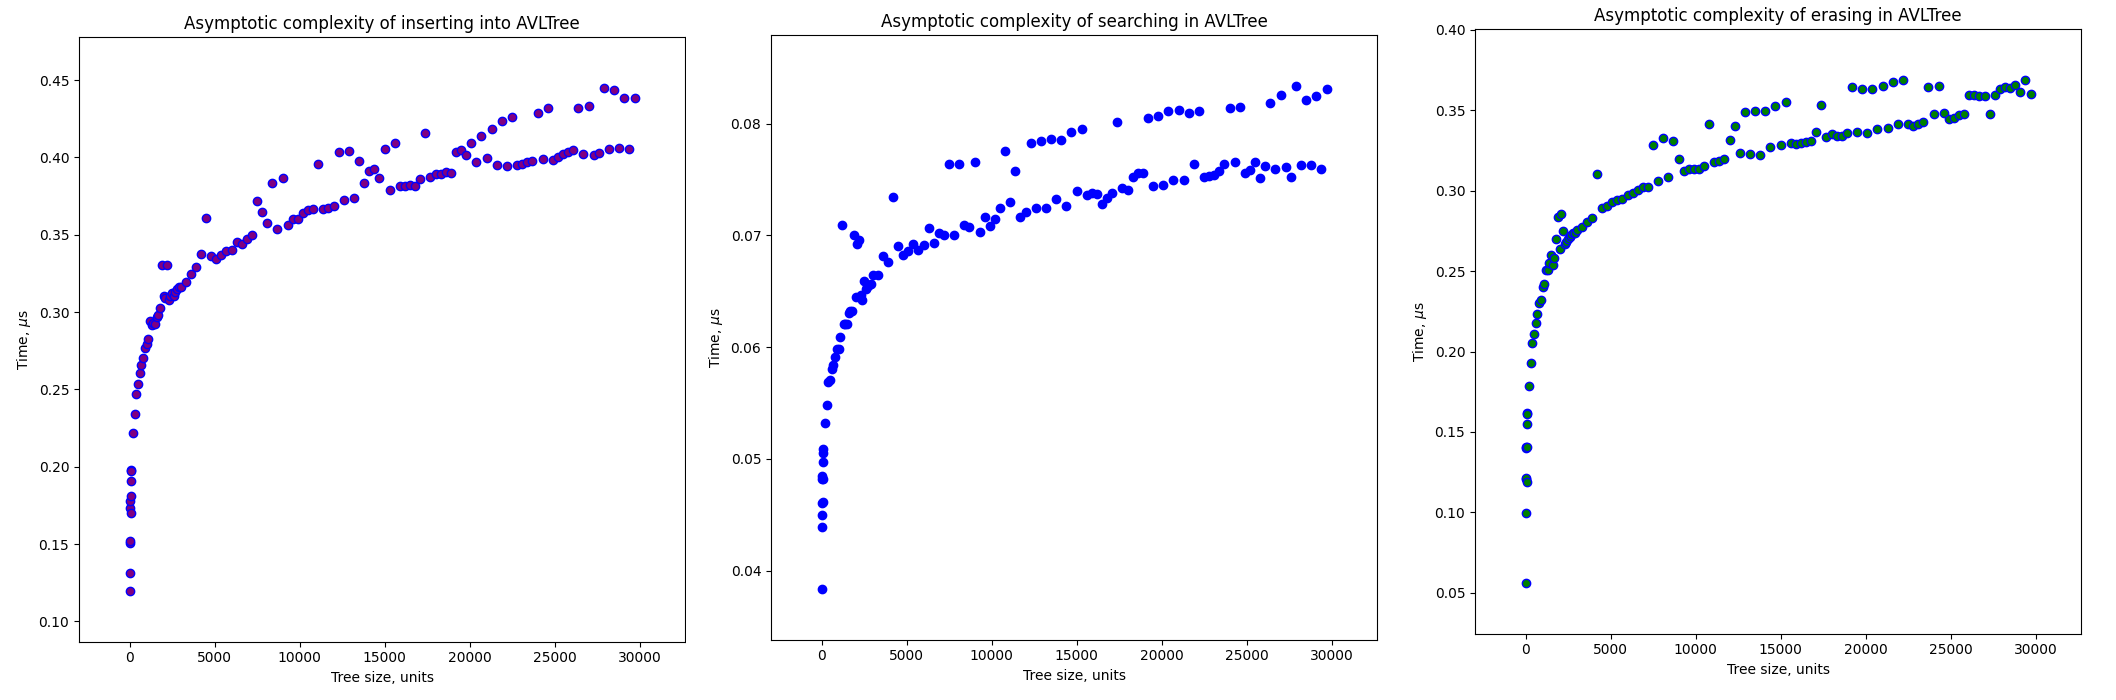 Asymptotic complexity of inserting into AVLTree
0.45
0.40
0.35
0.30
0.25
0.20
0.15
0.10
Time, μs
0 5000 10000 15000 20000 25000 30000
Tree size, units
Asymptotic complexity of searching in AVLTree
0.08
0.07
0.06
0.05
0.04
Time, μs
0 5000 10000 15000 20000 25000 30000
Tree size, units
Asymptotic complexity of erasing in AVLTree
0.40
0.35
0.30
0.25
0.20
0.15
0.10
0.05
Time, μs
0 5000 10000 15000 20000 25000 30000
Tree size, units